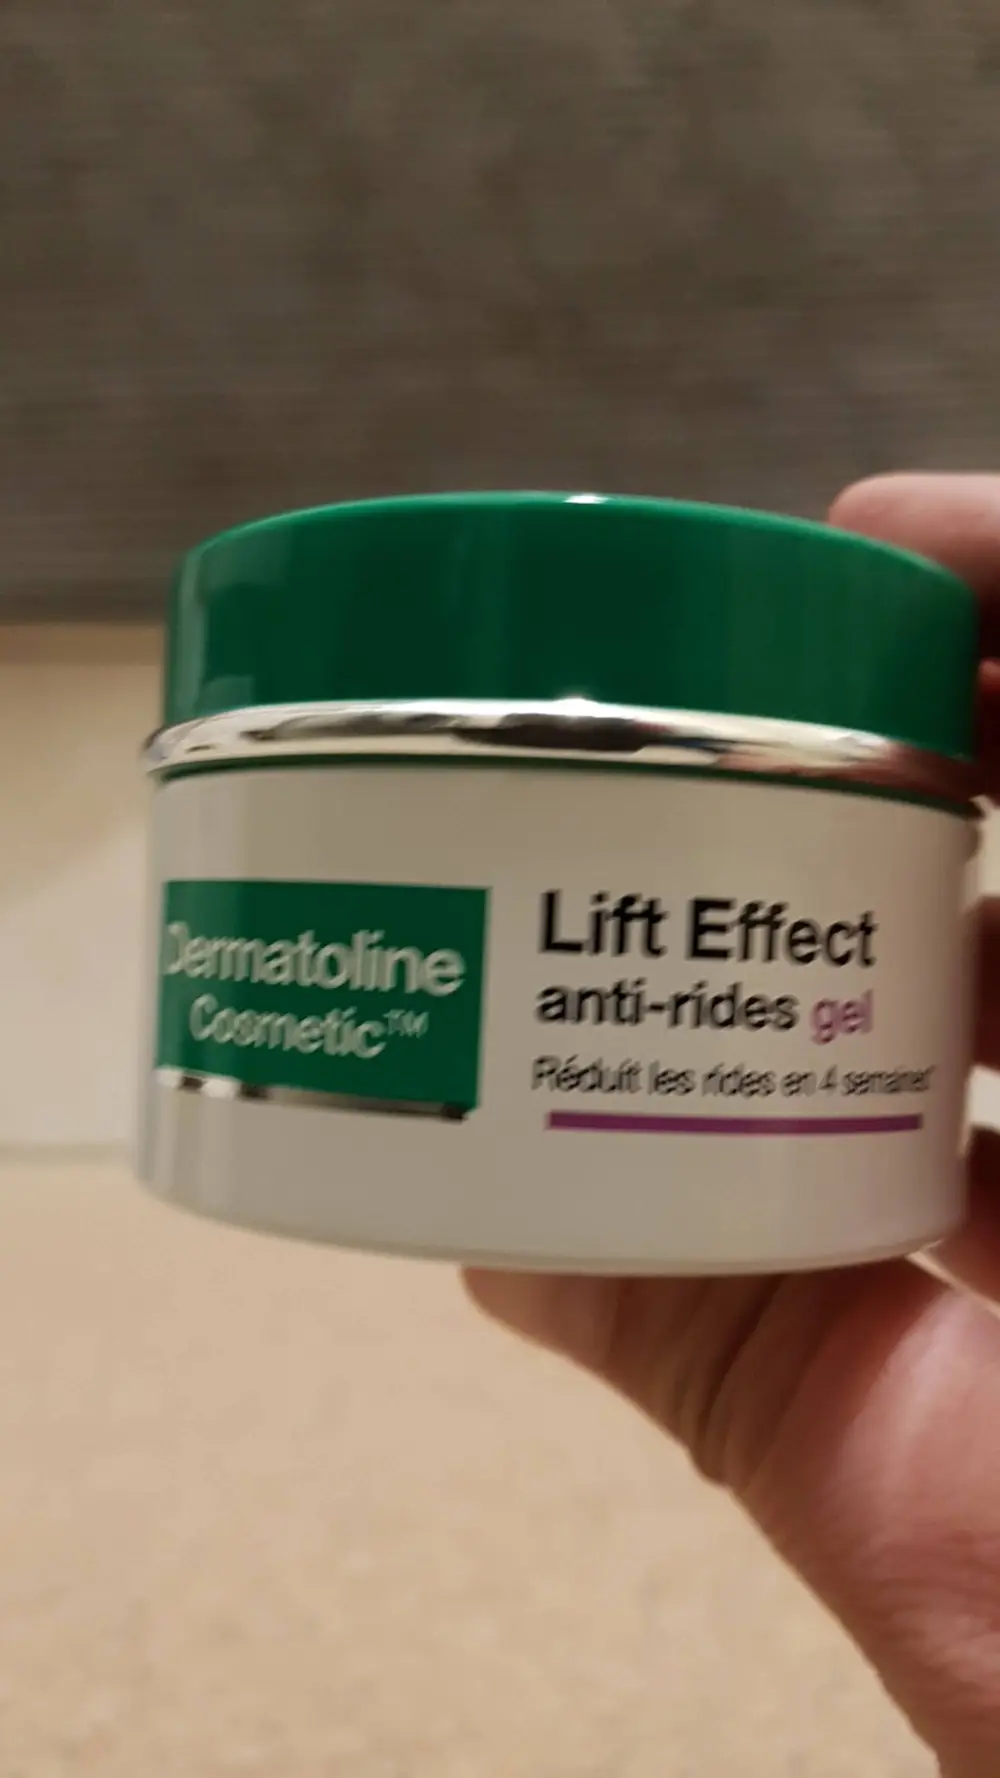 Dermatoline
Cosmetic™
Lift Effect
anti-rides gel
Réduit les rides en 4 semaines*